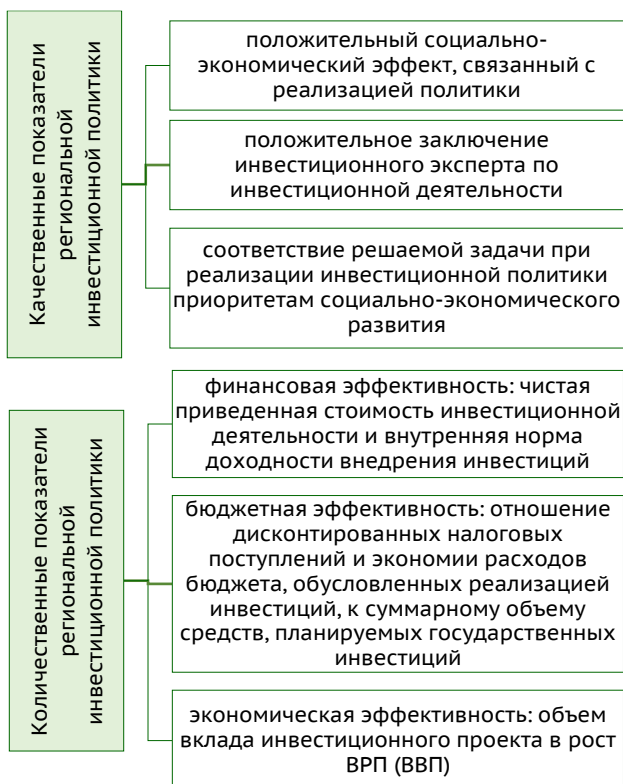 Качественные показатели
региональной
инвестиционной политики
положительный социально-
экономический эффект, связанный с
реализацией политики
положительное заключение
инвестиционного эксперта по
инвестиционной деятельности
соответствие решаемой задачи при
реализации инвестиционной политики
приоритетам социально-экономического
развития
Количественные показатели
региональной
инвестиционной политики
финансовая эффективность: чистая
приведенная стоимость инвестиционной
деятельности и внутренняя норма
доходности внедрения инвестиций
бюджетная эффективность: отношение
дисконтированных налоговых
поступлений и экономии расходов
бюджета, обусловленных реализацией
инвестиций, к суммарному объему
средств, планируемых государственных
инвестиций
экономическая эффективность: объем
вклада инвестиционного проекта в рост
ВРП (ВВП)